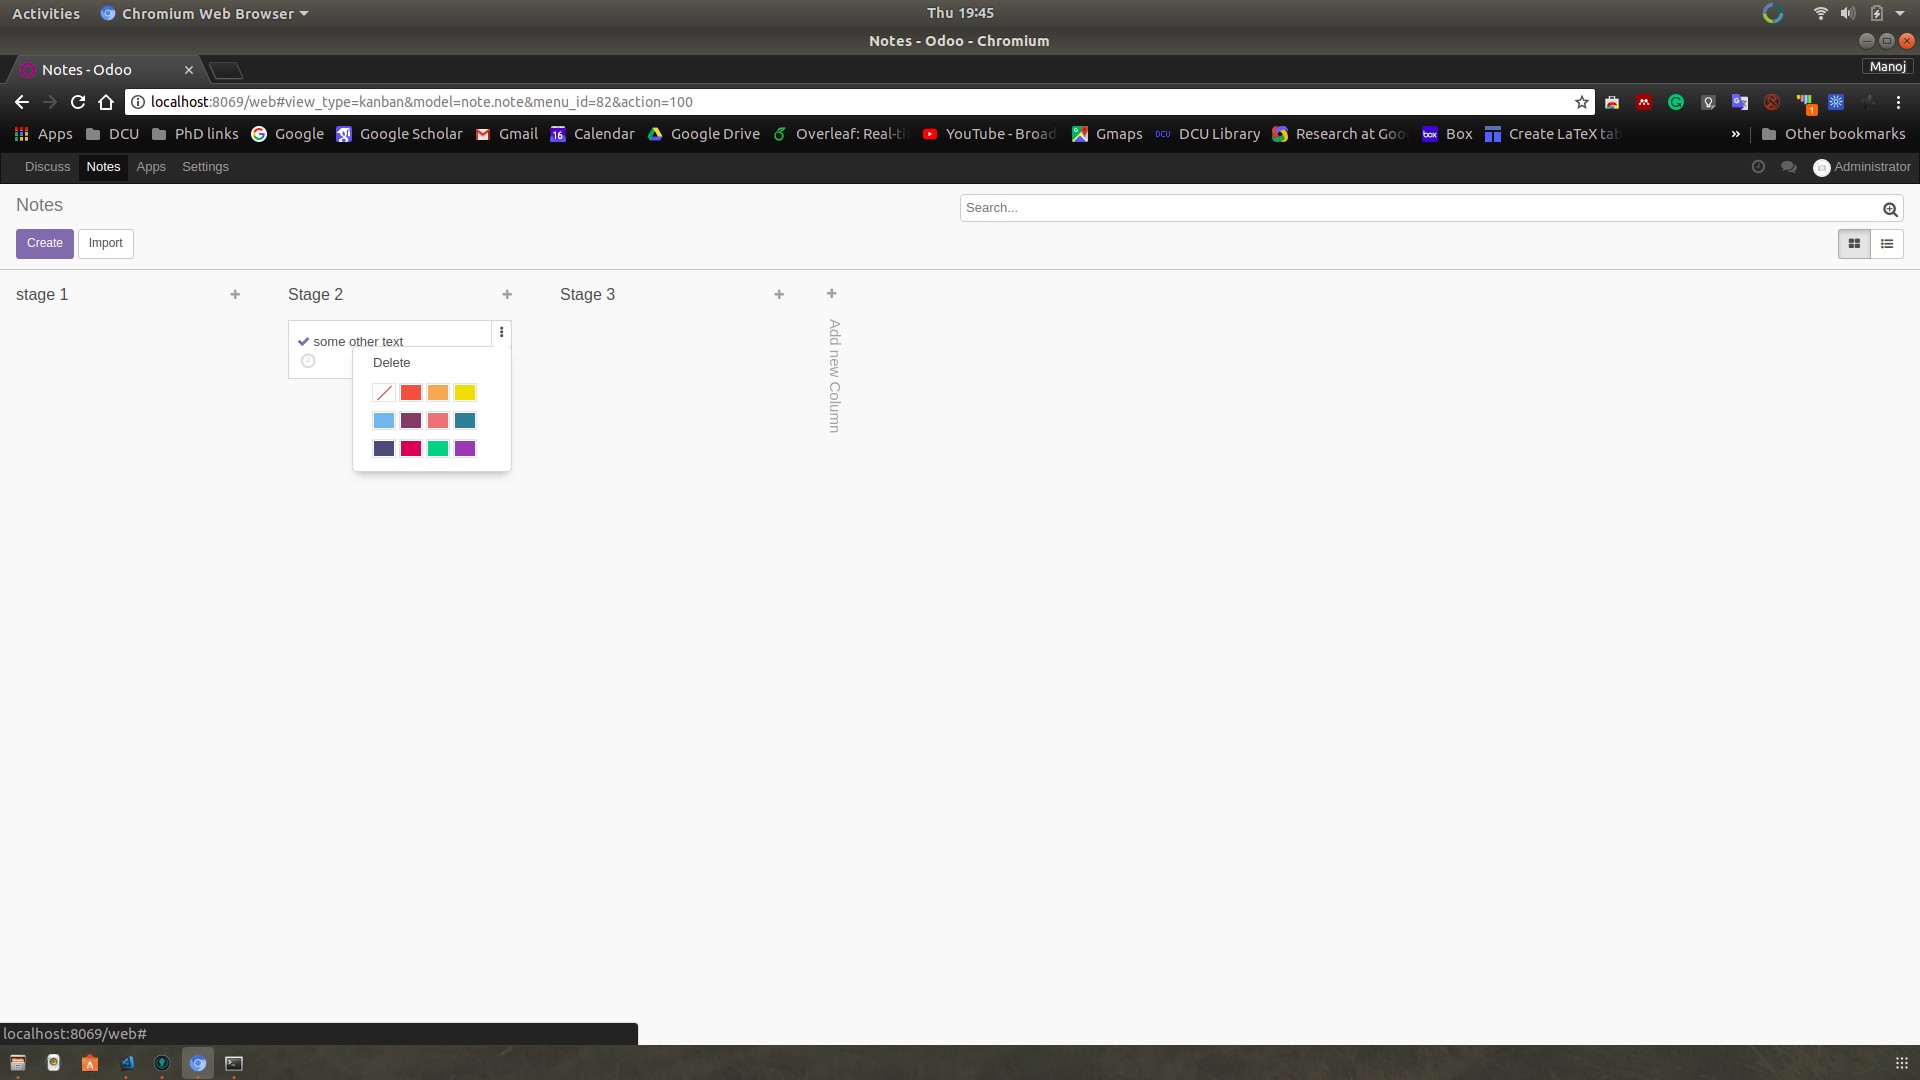 Activities Chromium Web Browser Thu 19:45
Notes - Odoo - Chromium
Notes - Odoo Manoj
localhost:8069/web#view_type=kanban&model=note.note&menu_id=82&action=100
Apps DCU PhD links Google Google Scholar Gmail 16 Calendar Google Drive Overleaf: Real-ti YouTube - Broad Gmaps DCU DCU Library Research at Goo box Box Create LaTeX tab » Other bookmarks
Discuss Notes Apps Settings Administrator
Notes Search...
Create Import
stage 1 Stage 2 Stage 3
Add new Column
some other text
Delete
localhost:8069/web#